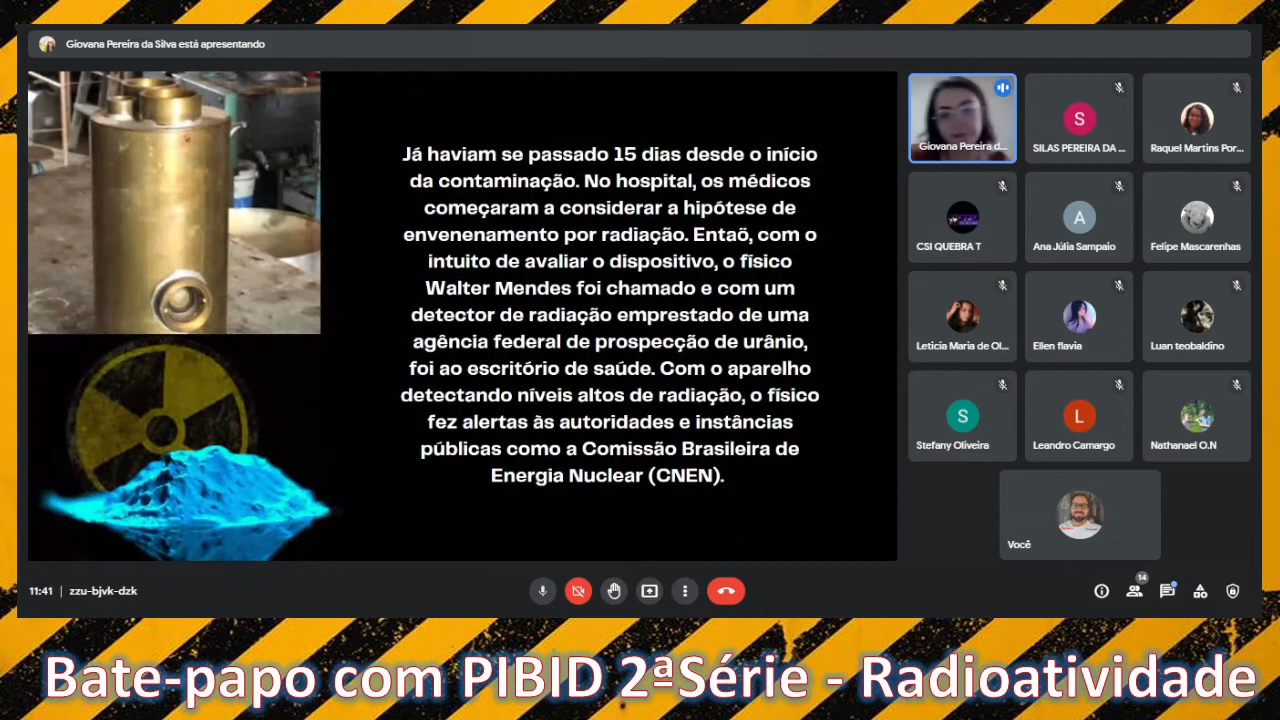 Giovana Pereira da Silva está apresentando
Já haviam se passado 15 dias desde o início
da contaminação. No hospital, os médicos
começaram a considerar a hipótese de
envenenamento por radiação. Entaõ, com o
intuito de avaliar o dispositivo, o físico
Walter Mendes foi chamado e com um
detector de radiação emprestado de uma
agência federal de prospecção de urânio,
foi ao escritório de saúde. Com o aparelho
detectando níveis altos de radiação, o físico
fez alertas às autoridades e instâncias
públicas como a Comissão Brasileira de
Energia Nuclear (CNEN).
Giovana Pereira d...
S
SILAS PEREIRA DA ...
Raquel Martins Por...
CSI QUEBRA T
A
Ana Júlia Sampaio
Felipe Mascarenhas
Leticia Maria de Ol...
Ellen flavia
Luan teobaldino
S
Stefany Oliveira
L
Leandro Camargo
Nathanael O.N
Você
11:41 | zzu-bjvk-dzk
14
Bate-papo com PIBID 2ªSérie - Radioatividade